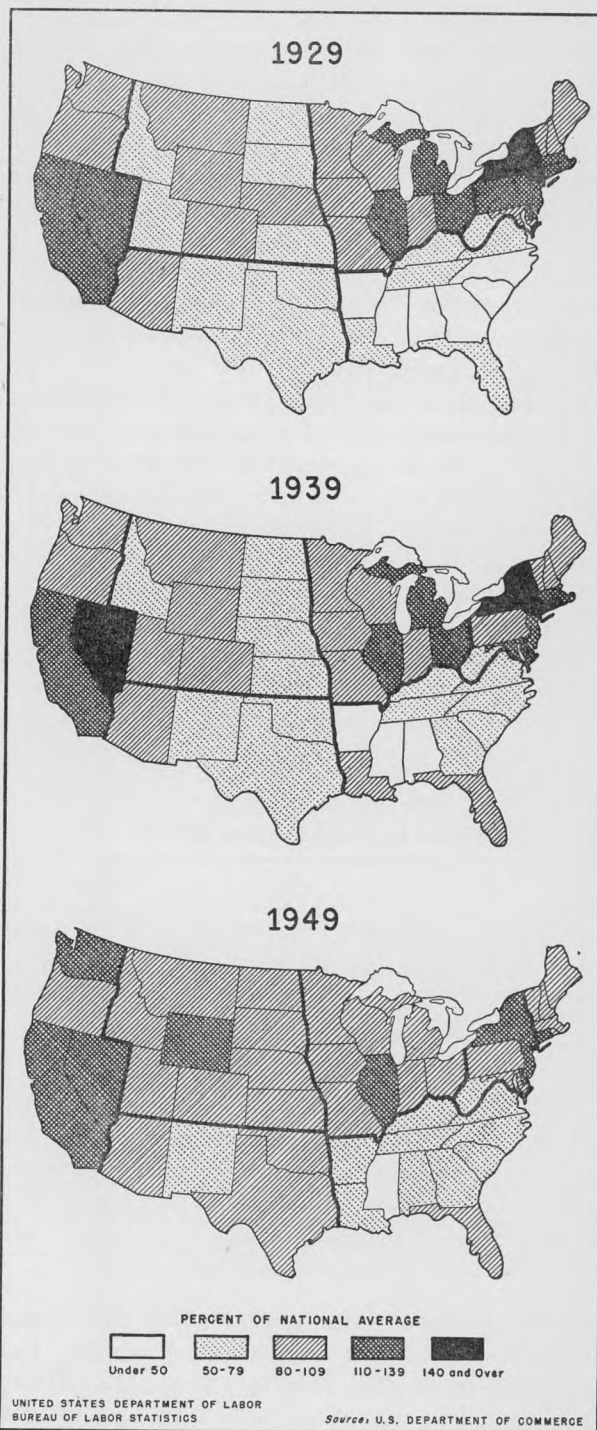 1929
1939
1949
PERCENT OF NATIONAL AVERAGE
Under 50
50-79
80-109
110-139
140 and Over
UNITED STATES DEPARTMENT OF LABOR
BUREAU OF LABOR STATISTICS
Source: U.S. DEPARTMENT OF COMMERCE